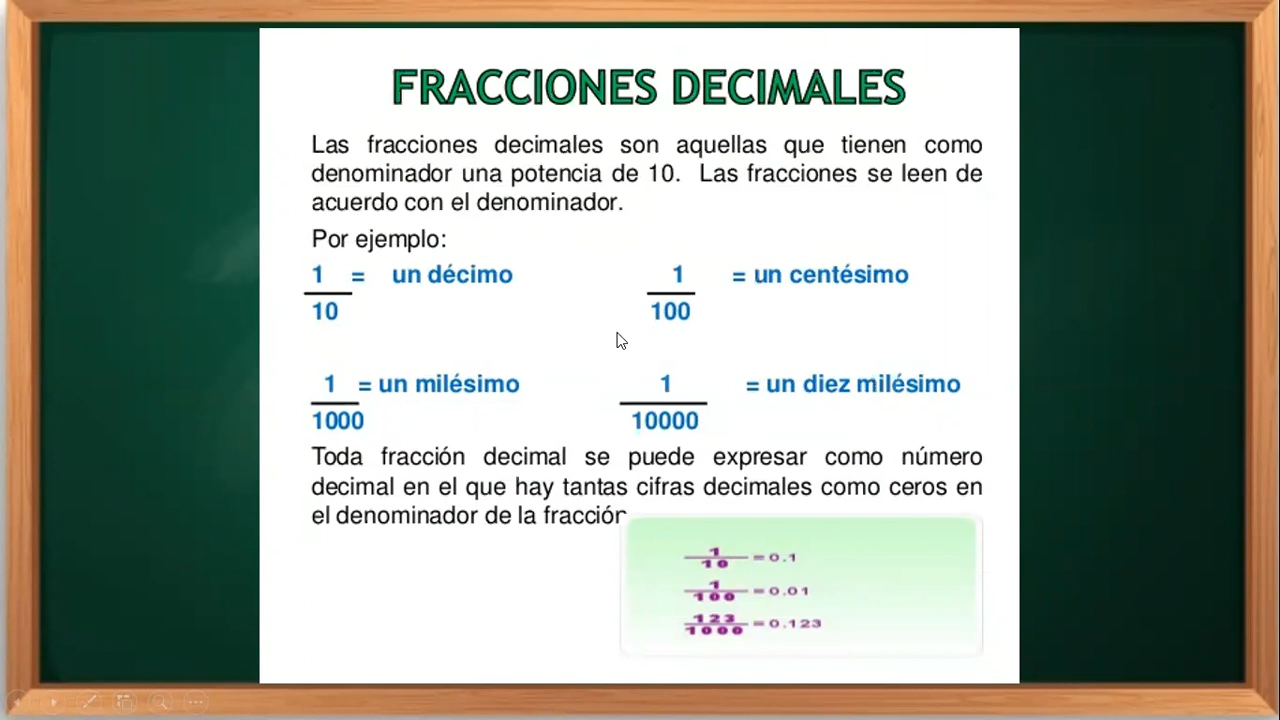 FRACCIONES DECIMALES
Las fracciones decimales son aquellas que tienen como
denominador una potencia de 10. Las fracciones se leen de
acuerdo con el denominador.
Por ejemplo:
1 = un décimo
10
1 = un centésimo
100
1 = un milésimo
1000
1 = un diez milésimo
10000
Toda fracción decimal se puede expresar como número
decimal en el que hay tantas cifras decimales como ceros en
el denominador de la fracción
1
10 = 0.1
1
100 = 0.01
123
1000 = 0.123